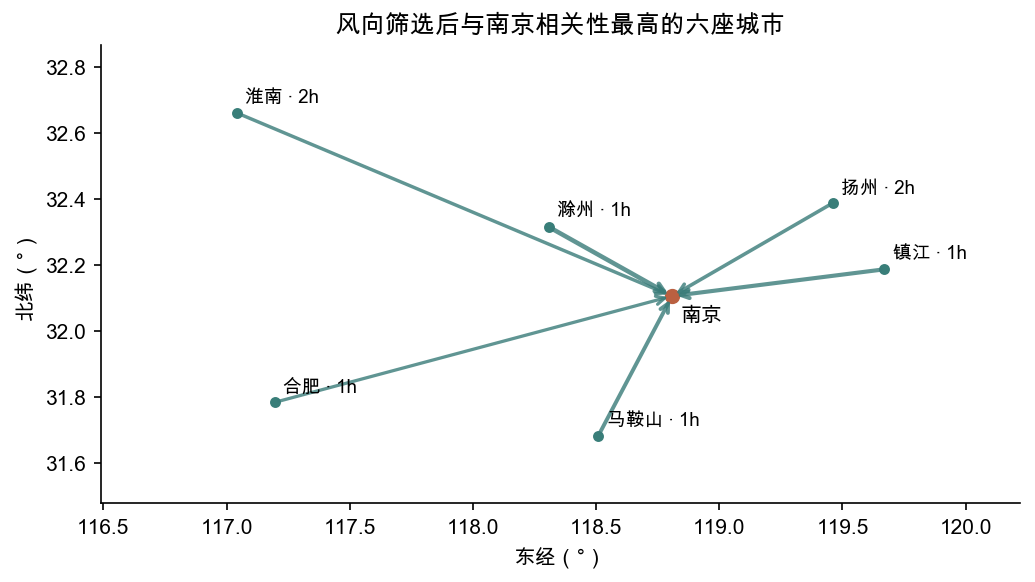 风向筛选后与南京相关性最高的六座城市
32.8
32.6
32.4
32.2
32.0
31.8
31.6
北纬 ( ° )
淮南 · 2h
滁州 · 1h
扬州 · 2h
镇江 · 1h
南京
合肥 · 1h
马鞍山 · 1h
116.5 117.0 117.5 118.0 118.5 119.0 119.5 120.0
东经 ( ° )